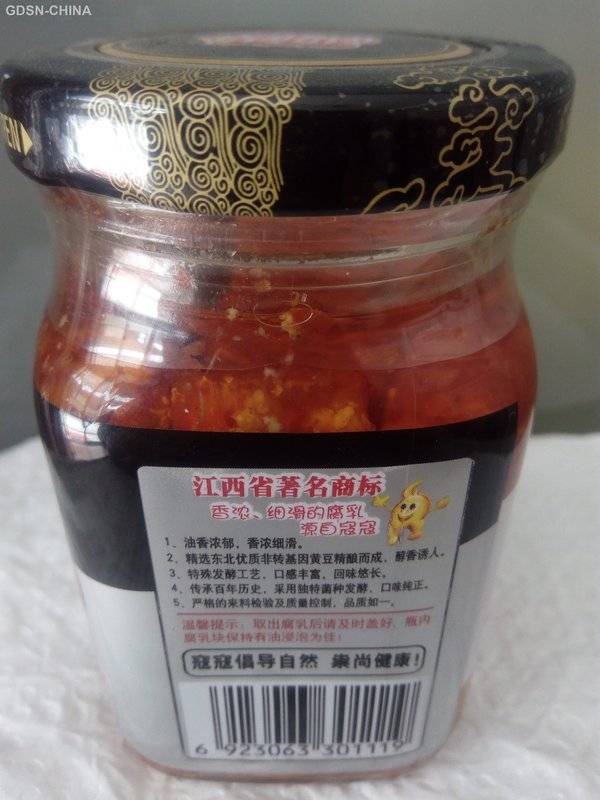 GDSN-CHINA
江西省著名商标
香浓、细滑的腐乳
源自寇寇
1、油香浓郁,香浓细滑。
2、精选东北优质非转基因黄豆精酿而成,醇香诱人。
3、特殊发酵工艺,口感丰富,回味悠长。
4、传承百年历史,采用独特菌种发酵,口味纯正。
5、严格的来料检验及质量控制,品质如一。
温馨提示:取出腐乳后请及时盖好,瓶内
腐乳块保持有油浸泡为佳!
寇寇倡导自然 崇尚健康!
6 923063 301119